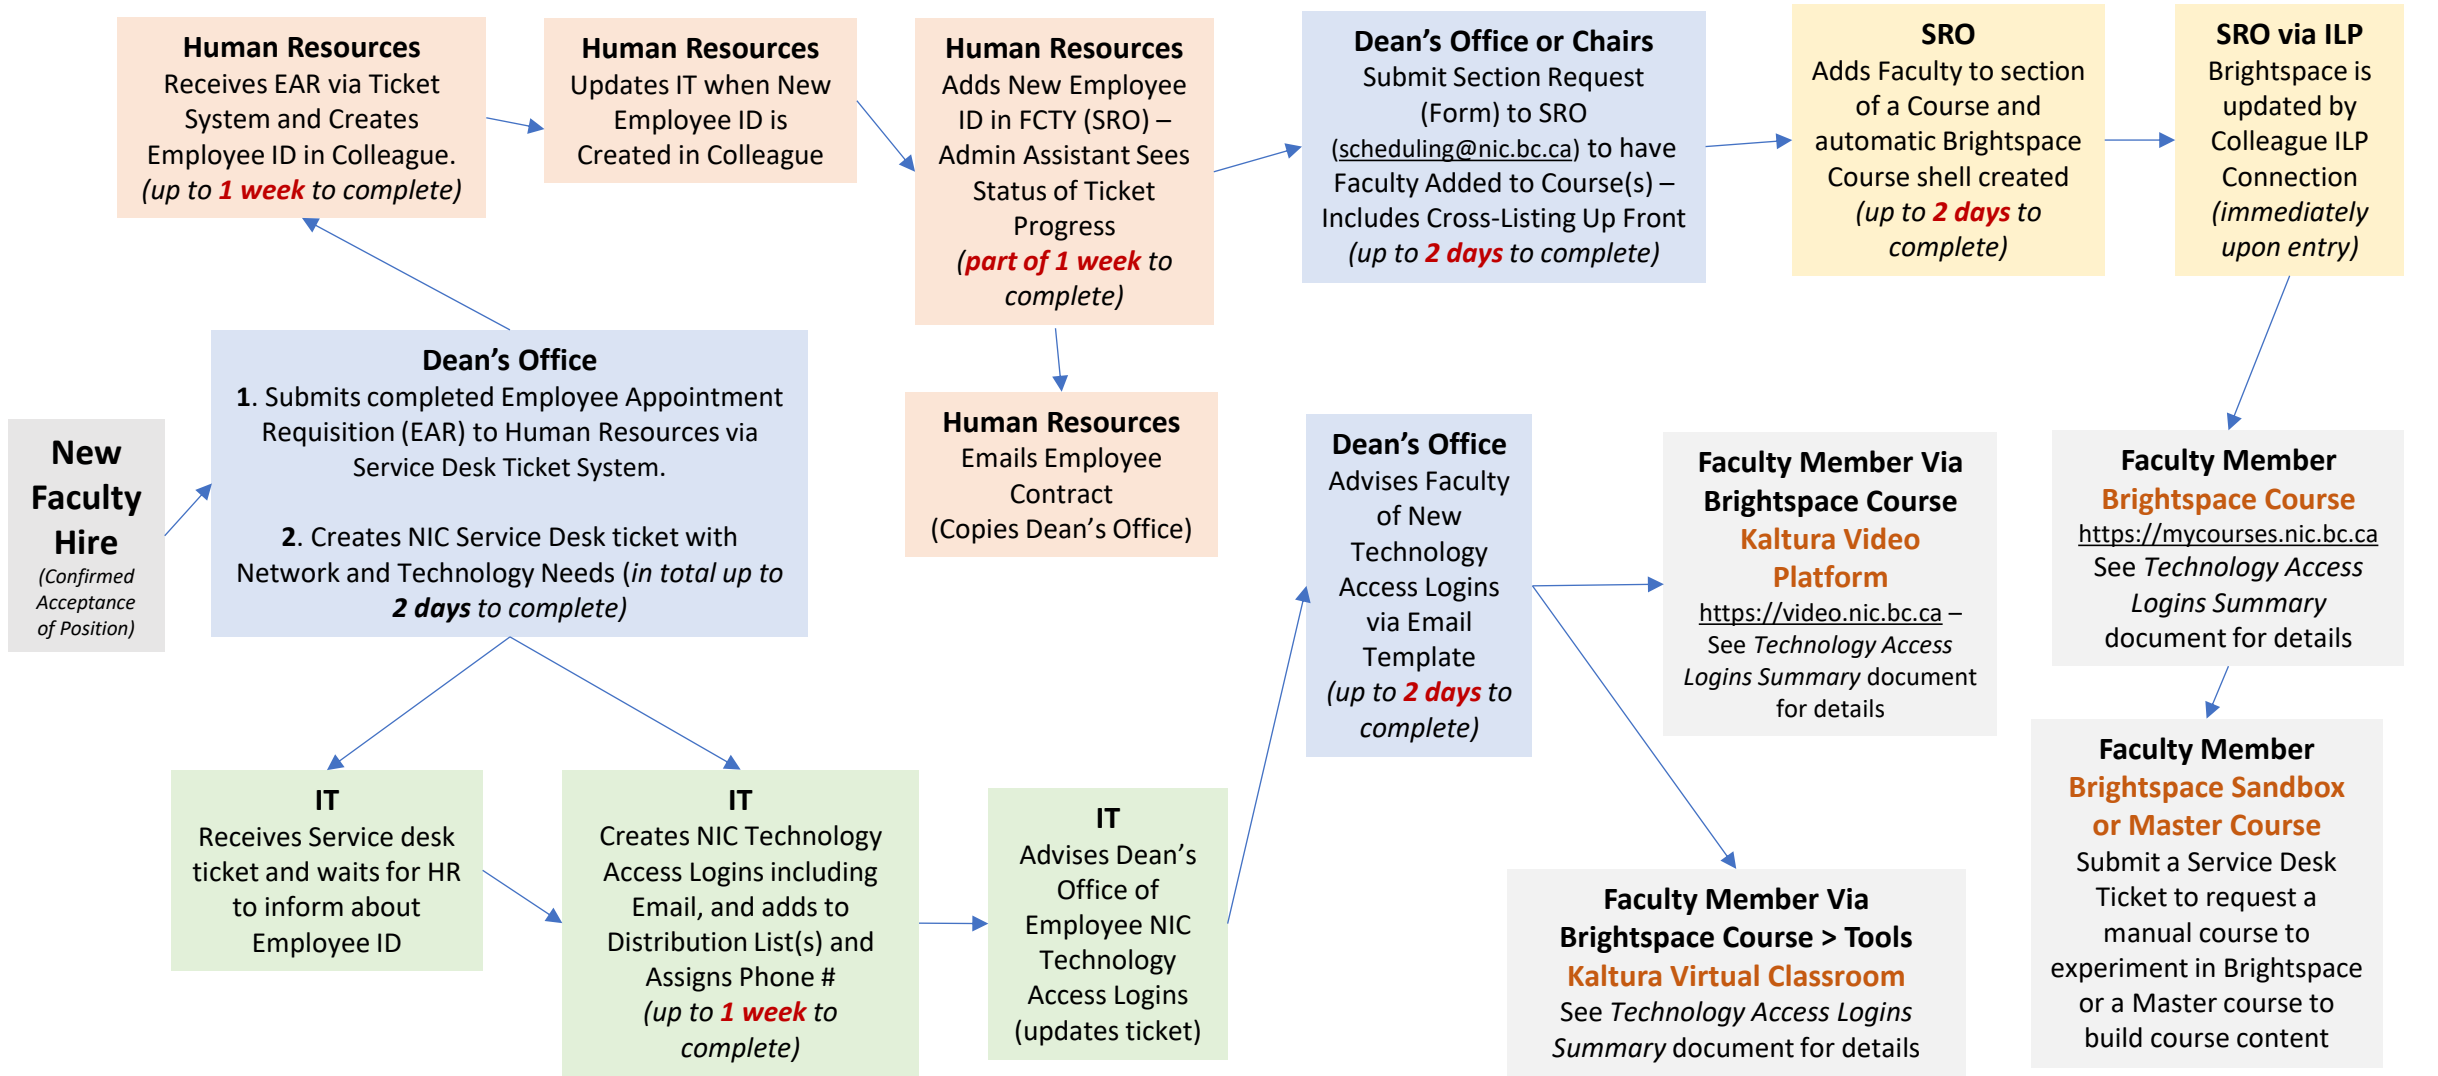 Human Resources
Receives EAR via Ticket
System and Creates
Employee ID in Colleague.
(up to 1 week to complete)
Human Resources
Updates IT when New
Employee ID is
Created in Colleague
Human Resources
Adds New Employee
ID in FCTY (SRO) –
Admin Assistant Sees
Status of Ticket
Progress
(part of 1 week to
complete)
Dean’s Office or Chairs
Submit Section Request
(Form) to SRO
(scheduling@nic.bc.ca) to have
Faculty Added to Course(s) –
Includes Cross-Listing Up Front
(up to 2 days to complete)
SRO
Adds Faculty to section
of a Course and
automatic Brightspace
Course shell created
(up to 2 days to
complete)
SRO via ILP
Brightspace is
updated by
Colleague ILP
Connection
(immediately
upon entry)
New
Faculty
Hire
(Confirmed
Acceptance
of Position)
Dean’s Office
1. Submits completed Employee Appointment
Requisition (EAR) to Human Resources via
Service Desk Ticket System.
2. Creates NIC Service Desk ticket with
Network and Technology Needs (in total up to
2 days to complete)
Human Resources
Emails Employee
Contract
(Copies Dean’s Office)
Dean’s Office
Advises Faculty
of New
Technology
Access Logins
via Email
Template
(up to 2 days to
complete)
Faculty Member Via
Brightspace Course
Kaltura Video
Platform
https://video.nic.bc.ca –
See Technology Access
Logins Summary document
for details
Faculty Member
Brightspace Course
https://mycourses.nic.bc.ca
See Technology Access
Logins Summary
document for details
IT
Receives Service desk
ticket and waits for HR
to inform about
Employee ID
IT
Creates NIC Technology
Access Logins including
Email, and adds to
Distribution List(s) and
Assigns Phone #
(up to 1 week to
complete)
IT
Advises Dean’s
Office of
Employee NIC
Technology
Access Logins
(updates ticket)
Faculty Member Via
Brightspace Course > Tools
Kaltura Virtual Classroom
See Technology Access Logins
Summary document for details
Faculty Member
Brightspace Sandbox
or Master Course
Submit a Service Desk
Ticket to request a
manual course to
experiment in Brightspace
or a Master course to
build course content